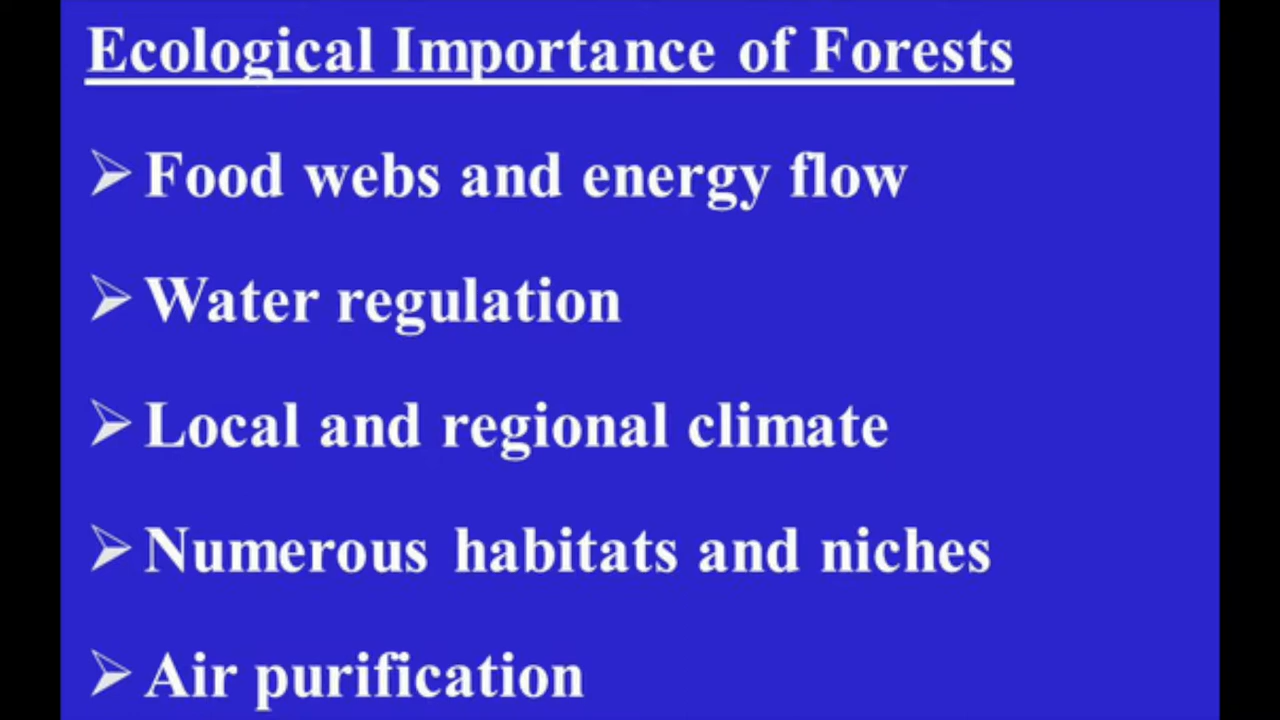 Ecological Importance of Forests
➢ Food webs and energy flow
➢ Water regulation
➢ Local and regional climate
➢ Numerous habitats and niches
➢ Air purification